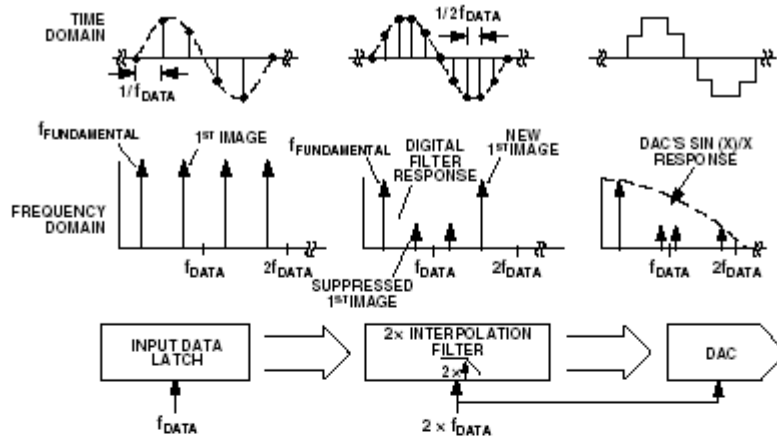 TIME
DOMAIN
1/fDATA
1/2fDATA
fFUNDAMENTAL
1ST IMAGE
fDATA
2fDATA
FREQUENCY
DOMAIN
fFUNDAMENTAL
DIGITAL
FILTER
RESPONSE
NEW
1ST IMAGE
SUPPRESSED
1ST IMAGE
fDATA
2fDATA
DAC'S SIN (X)/X
RESPONSE
fDATA
2fDATA
INPUT DATA
LATCH
fDATA
2× INTERPOLATION
FILTER
2×
2 × fDATA
DAC